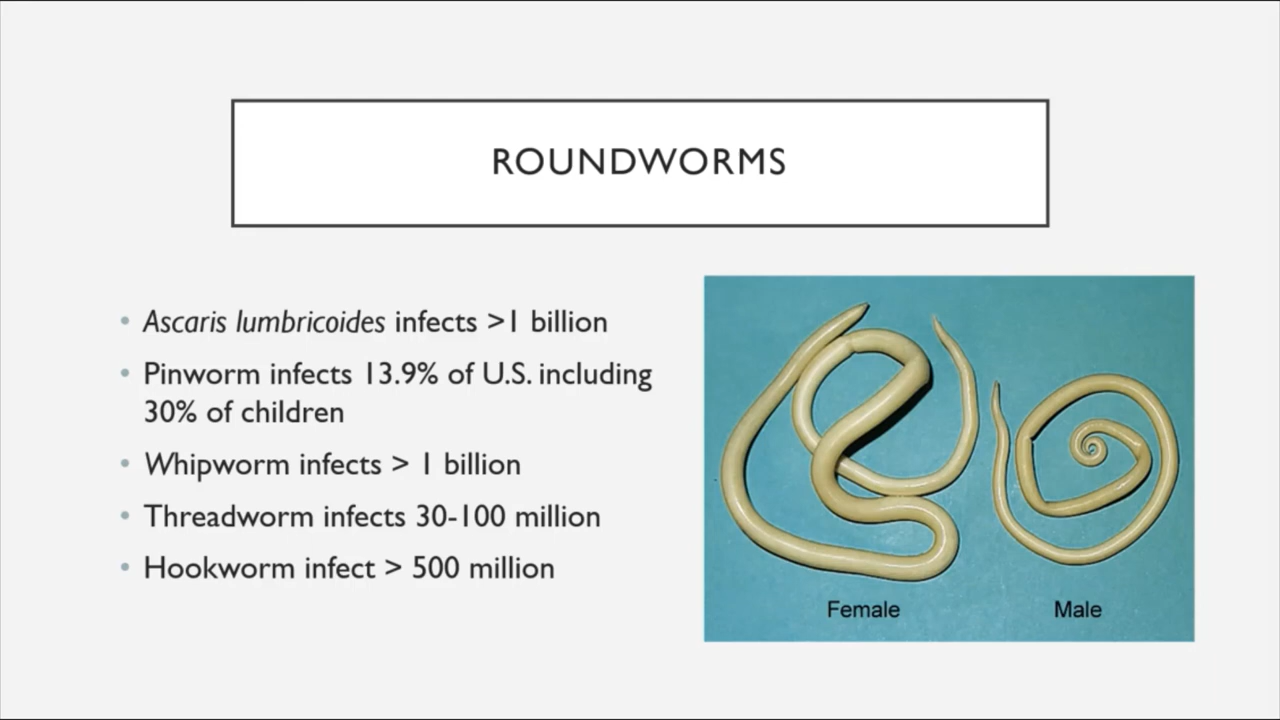 ROUNDWORMS
• Ascaris lumbricoides infects >1 billion
• Pinworm infects 13.9% of U.S. including
30% of children
• Whipworm infects > 1 billion
• Threadworm infects 30-100 million
• Hookworm infect > 500 million
Female
Male